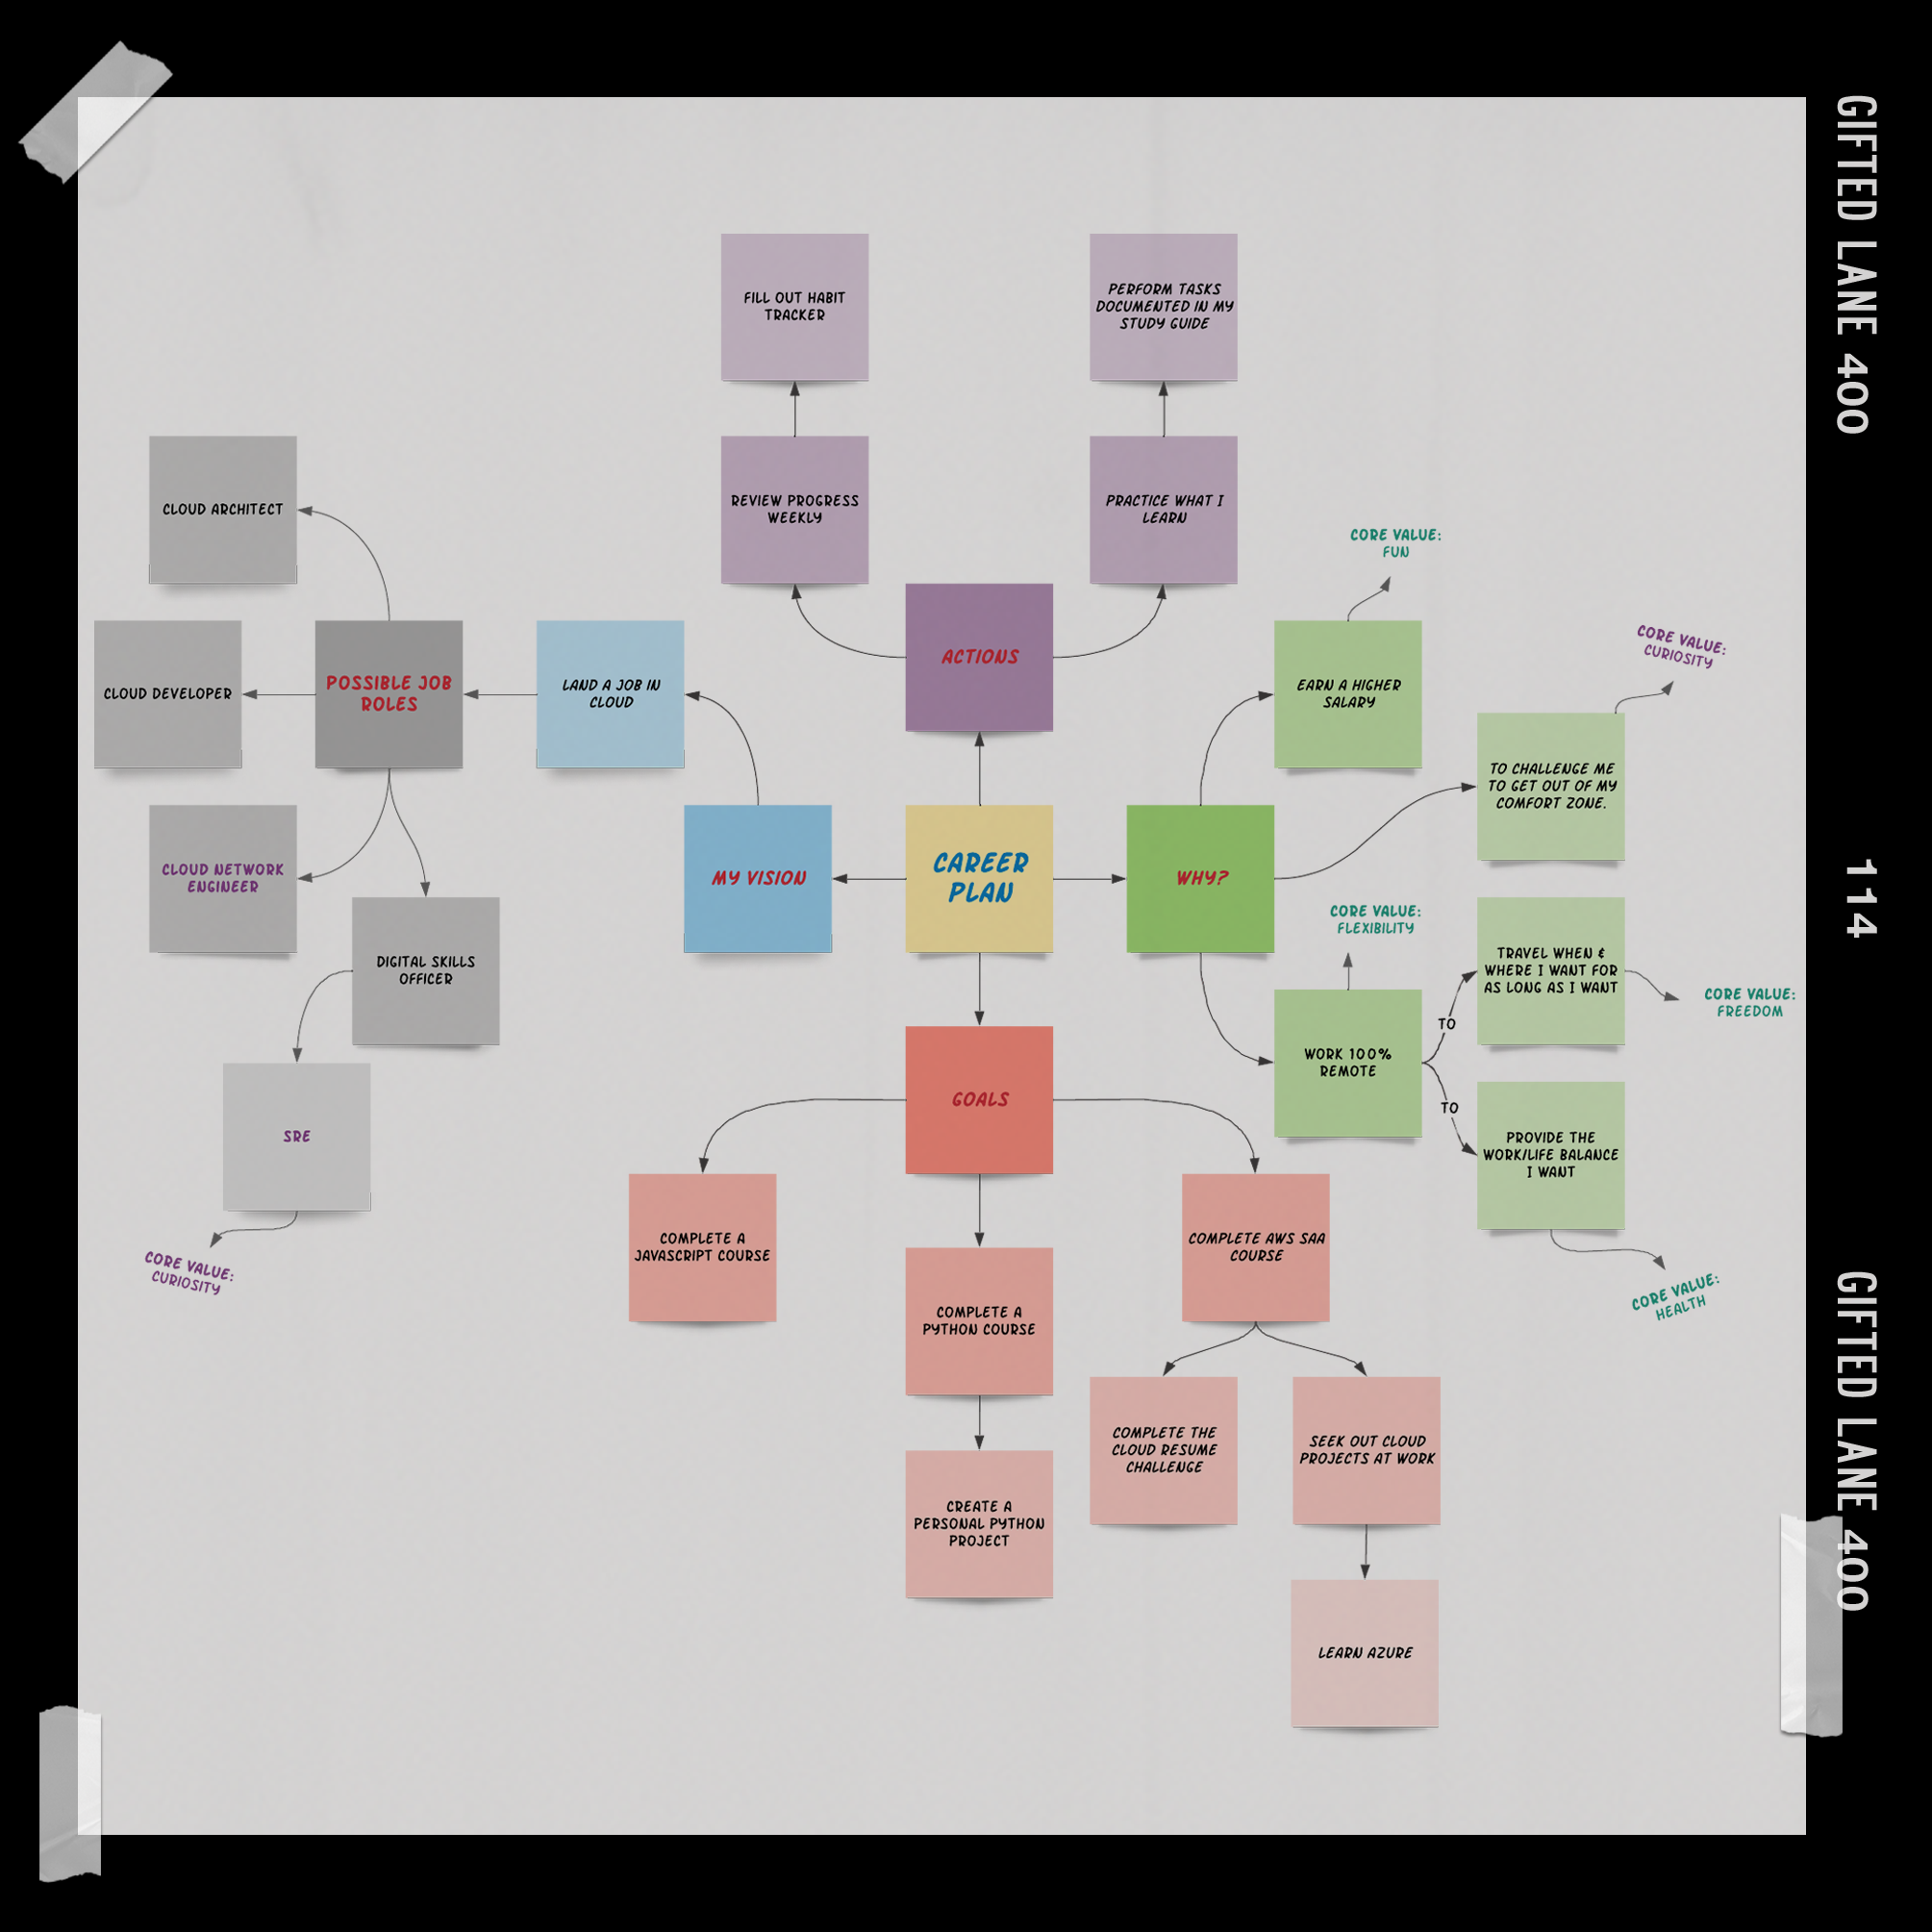 FILL OUT HABIT
TRACKER
PERFORM TASKS
DOCUMENTED IN MY
STUDY GUIDE
REVIEW PROGRESS
WEEKLY
PRACTICE WHAT I
LEARN
ACTIONS
CLOUD ARCHITECT
CLOUD DEVELOPER
POSSIBLE JOB
ROLES
LAND A JOB IN
CLOUD
CLOUD NETWORK
ENGINEER
DIGITAL SKILLS
OFFICER
SRE
CORE VALUE:
CURIOSITY
MY VISION
CAREER
PLAN
WHY?
EARN A HIGHER
SALARY
CORE VALUE:
FUN
TO CHALLENGE ME
TO GET OUT OF MY
COMFORT ZONE.
CORE VALUE:
CURIOSITY
CORE VALUE:
FLEXIBILITY
WORK 100%
REMOTE
TO
TRAVEL WHEN &
WHERE I WANT FOR
AS LONG AS I WANT
CORE VALUE:
FREEDOM
TO
PROVIDE THE
WORK/LIFE BALANCE
I WANT
CORE VALUE:
HEALTH
GOALS
COMPLETE A
JAVASCRIPT COURSE
COMPLETE A
PYTHON COURSE
CREATE A
PERSONAL PYTHON
PROJECT
COMPLETE AWS SAA
COURSE
COMPLETE THE
CLOUD RESUME
CHALLENGE
SEEK OUT CLOUD
PROJECTS AT WORK
LEARN AZURE
GIFTED LANE 400
114
GIFTED LANE 400